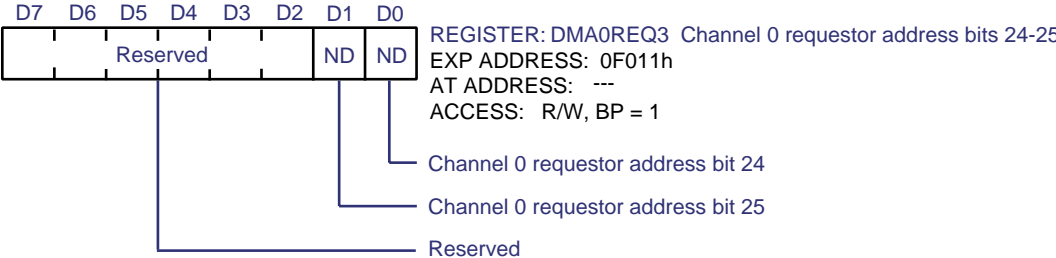 D7 D6 D5 D4 D3 D2 D1 D0
Reserved ND ND
REGISTER: DMA0REQ3 Channel 0 requestor address bits 24-25
EXP ADDRESS: 0F011h
AT ADDRESS: ---
ACCESS: R/W, BP = 1
Channel 0 requestor address bit 24
Channel 0 requestor address bit 25
Reserved